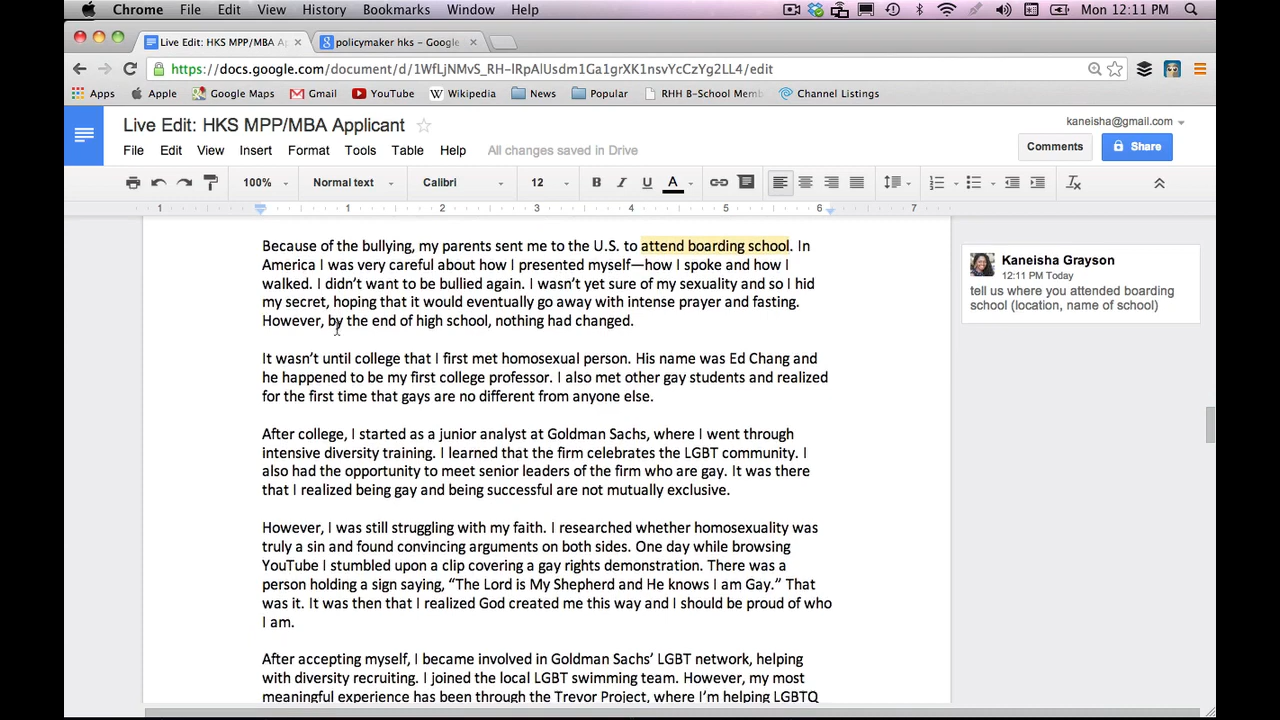 Chrome File Edit View History Bookmarks Window Help Mon 12:11 PM
Live Edit: HKS MPP/MBA Ap policymaker hks – Google
https://docs.google.com/document/d/1WfLjNMvS_RH-lRpAlUsdm1Ga1grXK1nsvYcCzYg2LL4/edit
Apps Apple Google Maps Gmail YouTube Wikipedia News Popular RHH B-School Memb Channel Listings
Live Edit: HKS MPP/MBA Applicant
kaneisha@gmail.com
File Edit View Insert Format Tools Table Help All changes saved in Drive
Comments Share
100% Normal text Calibri 12 B I U A
1 1 2 3 4 5 6 7
Because of the bullying, my parents sent me to the U.S. to attend boarding school. In
America I was very careful about how I presented myself—how I spoke and how I
walked. I didn’t want to be bullied again. I wasn’t yet sure of my sexuality and so I hid
my secret, hoping that it would eventually go away with intense prayer and fasting.
However, by the end of high school, nothing had changed.
Kaneisha Grayson
12:11 PM Today
tell us where you attended boarding
school (location, name of school)
It wasn’t until college that I first met homosexual person. His name was Ed Chang and
he happened to be my first college professor. I also met other gay students and realized
for the first time that gays are no different from anyone else.
After college, I started as a junior analyst at Goldman Sachs, where I went through
intensive diversity training. I learned that the firm celebrates the LGBT community. I
also had the opportunity to meet senior leaders of the firm who are gay. It was there
that I realized being gay and being successful are not mutually exclusive.
However, I was still struggling with my faith. I researched whether homosexuality was
truly a sin and found convincing arguments on both sides. One day while browsing
YouTube I stumbled upon a clip covering a gay rights demonstration. There was a
person holding a sign saying, “The Lord is My Shepherd and He knows I am Gay.” That
was it. It was then that I realized God created me this way and I should be proud of who
I am.
After accepting myself, I became involved in Goldman Sachs’ LGBT network, helping
with diversity recruiting. I joined the local LGBT swimming team. However, my most
meaningful experience has been through the Trevor Project, where I’m helping LGBTQ